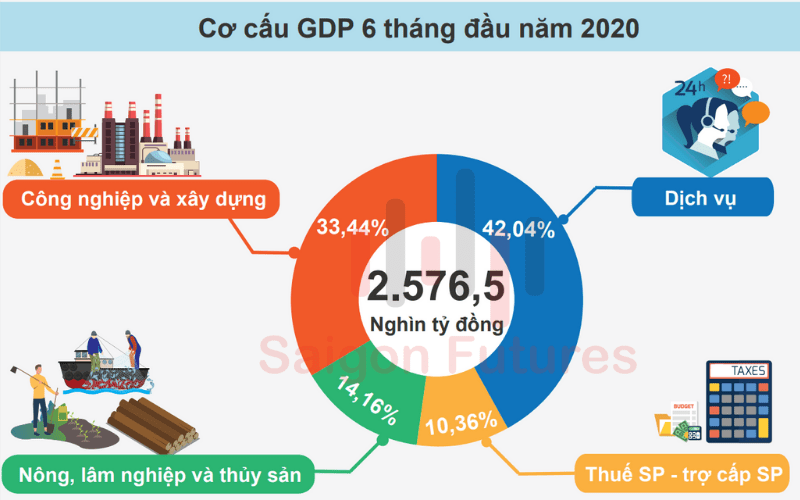 Cơ cấu GDP 6 tháng đầu năm 2020
24h
?!
....
Công nghiệp và xây dựng
Dịch vụ
33,44%
42,04%
2.576,5
Nghìn tỷ đồng
Saigon Futures
14,16%
10,36%
TAXES
BUDGET
Nông, lâm nghiệp và thủy sản
Thuế SP - trợ cấp SP